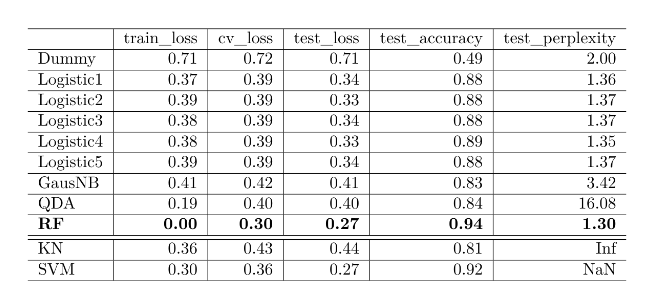 train_loss cv_loss test_loss test_accuracy test_perplexity
Dummy 0.71 0.72 0.71 0.49 2.00
Logistic1 0.37 0.39 0.34 0.88 1.36
Logistic2 0.39 0.39 0.33 0.88 1.37
Logistic3 0.38 0.39 0.34 0.88 1.37
Logistic4 0.38 0.39 0.33 0.89 1.35
Logistic5 0.39 0.39 0.34 0.88 1.37
GausNB 0.41 0.42 0.41 0.83 3.42
QDA 0.19 0.40 0.40 0.84 16.08
RF 0.00 0.30 0.27 0.94 1.30
KN 0.36 0.43 0.44 0.81 Inf
SVM 0.30 0.36 0.27 0.92 NaN